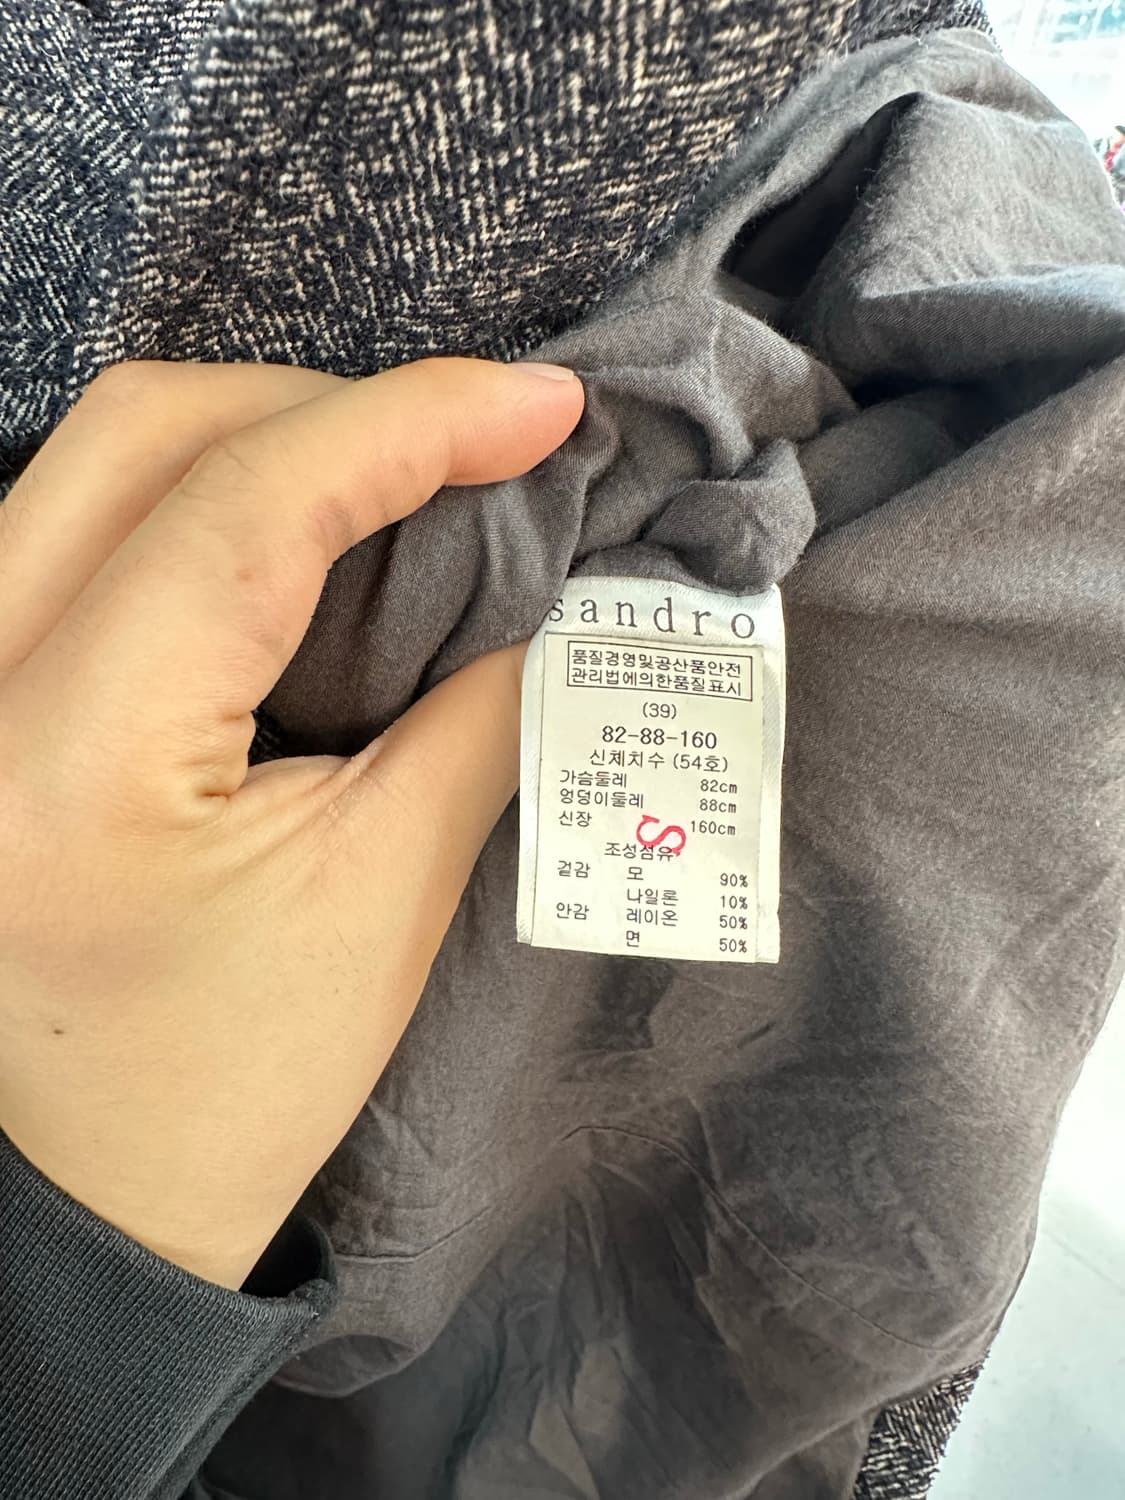 sandro
품질경영및공산품안전
관리법에의한품질표시
(39)
82-88-160
신체치수 (54호)
가슴둘레 82cm
엉덩이둘레 88cm
신장 160cm
S
조성섬유
겉감 모 90%
나일론 10%
안감 레이온 50%
면 50%